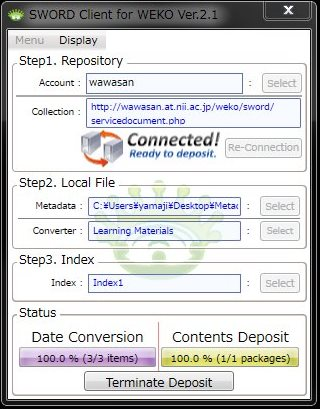 SWORD Client for WEKO Ver.2.1
X
Menu Display
Step1. Repository
Account : wawasan : Select
Collection : http://wawasan.at.nii.ac.jp/weko/sword/
servicedocument.php
Connected!
Ready to deposit.
Re-Connection
Step2. Local File
Metadata : C:¥Users¥yamaji¥Desktop¥Metac : Select
Converter : Learning Materials : Select
Step3. Index
Index : Index1 : Select
Status
Date Conversion Contents Deposit
100.0 % (3/3 items) 100.0 % (1/1 packages)
Terminate Deposit